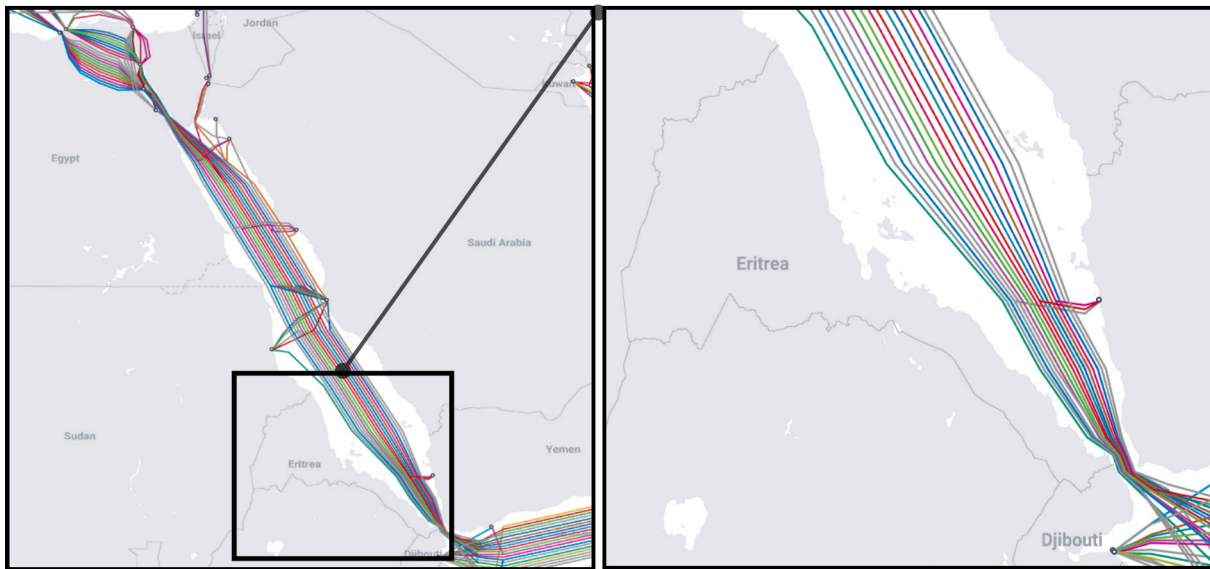 Jordan
Israel
Kuwait
Egypt
Saudi Arabia
Sudan
Eritrea
Yemen
Djibouti
Eritrea
Djibouti